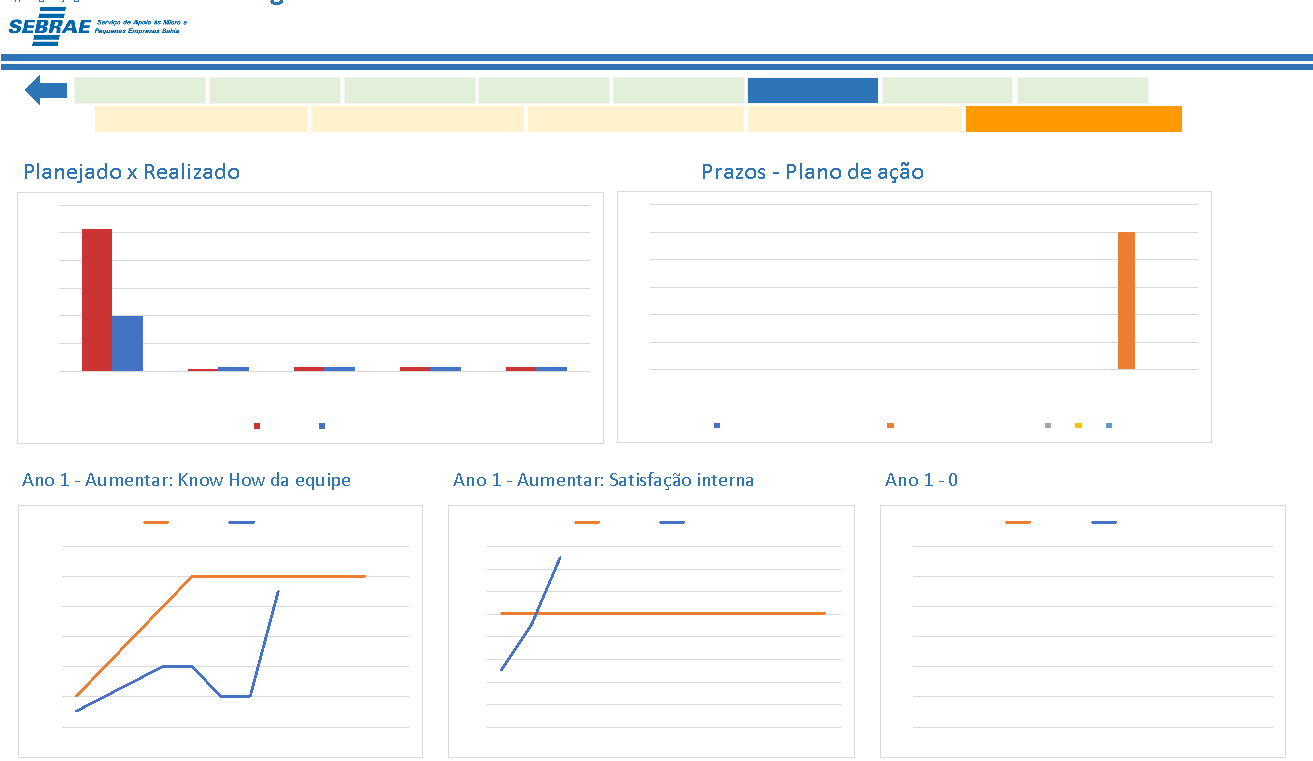 SEBRAE
Serviço de Apoio às Micro e
Pequenas Empresas Bahia
Planejado x Realizado
Prazos - Plano de ação
Ano 1 - Aumentar: Know How da equipe
Ano 1 - Aumentar: Satisfação interna
Ano 1 - 0